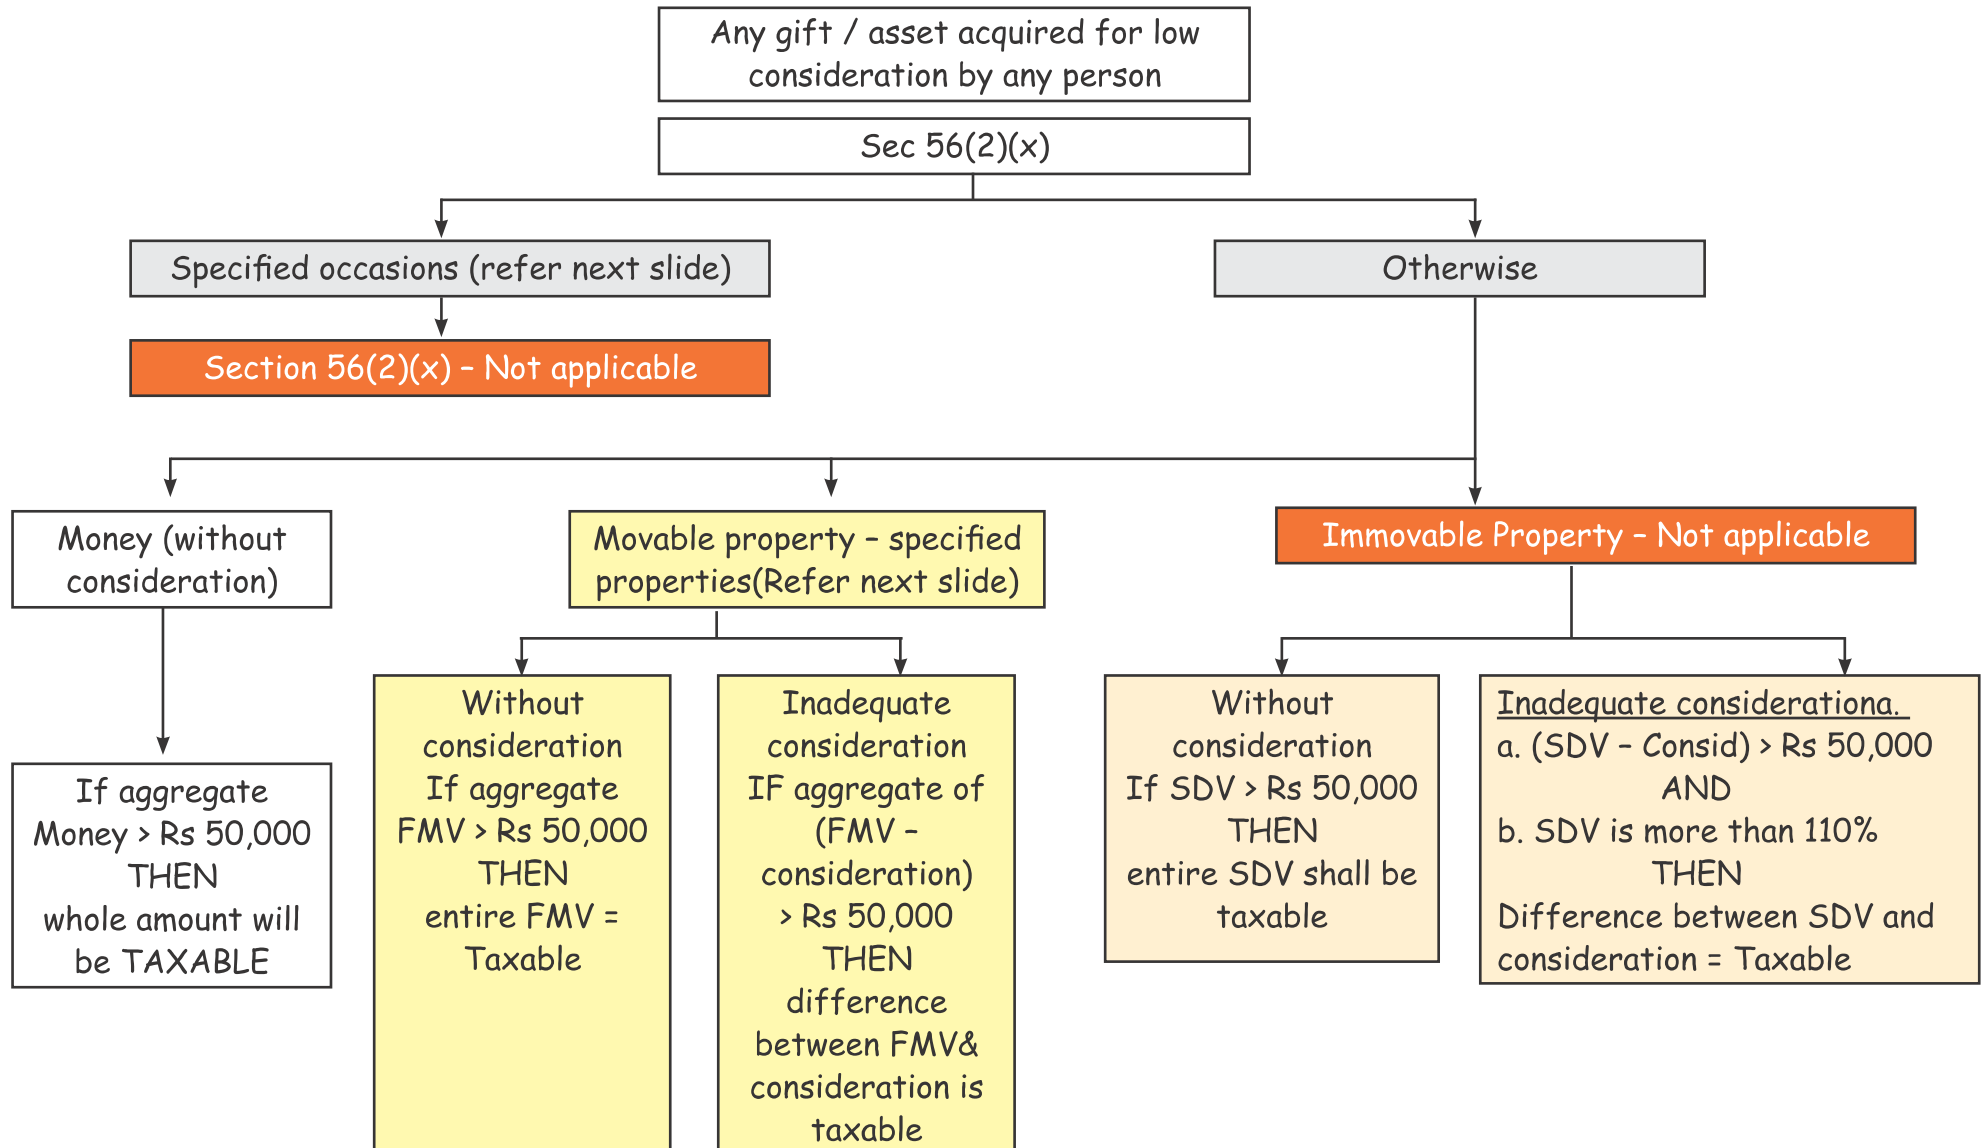 Any gift / asset acquired for low
consideration by any person
Sec 56(2)(x)
Specified occasions (refer next slide)
Otherwise
Section 56(2)(x) – Not applicable
Money (without
consideration)
Movable property – specified
properties(Refer next slide)
Immovable Property – Not applicable
If aggregate
Money > Rs 50,000
THEN
whole amount will
be TAXABLE
Without
consideration
If aggregate
FMV > Rs 50,000
THEN
entire FMV =
Taxable
Inadequate
consideration
IF aggregate of
(FMV –
consideration)
> Rs 50,000
THEN
difference
between FMV&
consideration is
taxable
Without
consideration
If SDV > Rs 50,000
THEN
entire SDV shall be
taxable
Inadequate considerationa.
a. (SDV – Consid) > Rs 50,000
AND
b. SDV is more than 110%
THEN
Difference between SDV and
consideration = Taxable